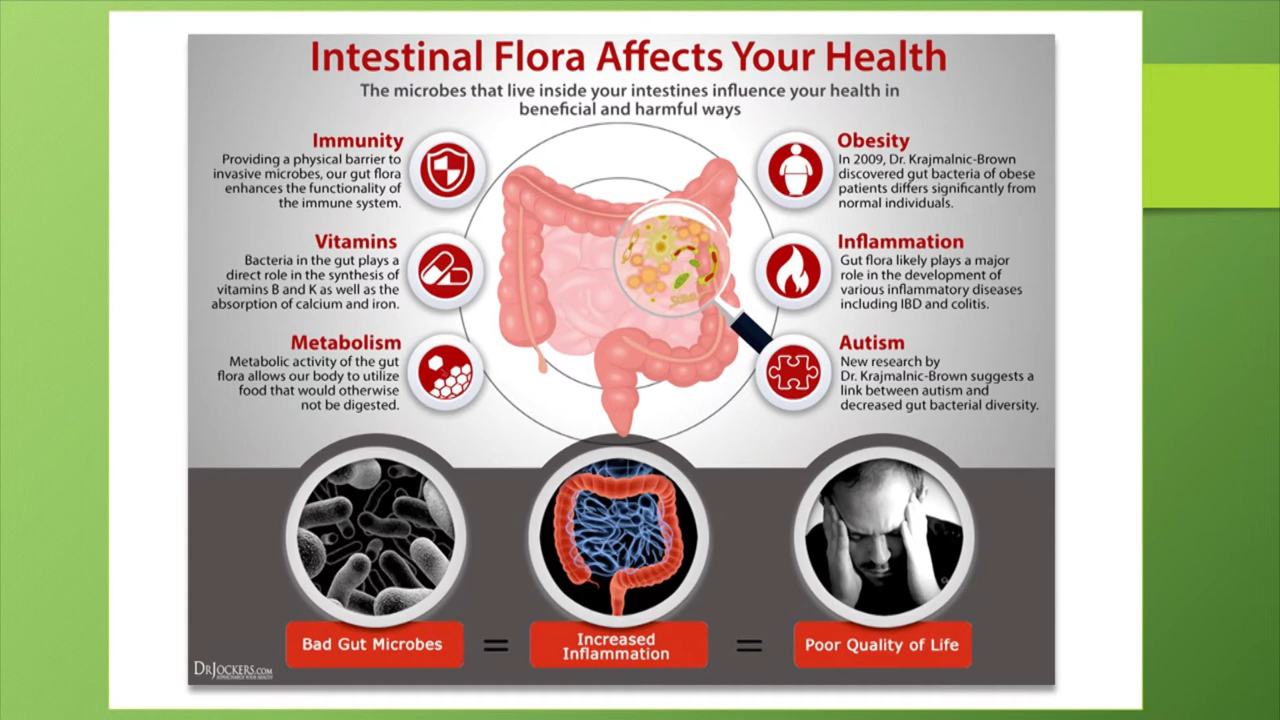 Intestinal Flora Affects Your Health
The microbes that live inside your intestines influence your health in
beneficial and harmful ways
Immunity
Providing a physical barrier to
invasive microbes, our gut flora
enhances the functionality of
the immune system.
Vitamins
Bacteria in the gut plays a
direct role in the synthesis of
vitamins B and K as well as the
absorption of calcium and iron.
Metabolism
Metabolic activity of the gut
flora allows our body to utilize
food that would otherwise
not be digested.
Obesity
In 2009, Dr. Krajmalnic-Brown
discovered gut bacteria of obese
patients differs significantly from
normal individuals.
Inflammation
Gut flora likely plays a major
role in the development of
various inflammatory diseases
including IBD and colitis.
Autism
New research by
Dr. Krajmalnic-Brown suggests a
link between autism and
decreased gut bacterial diversity.
Bad Gut Microbes
=
Increased
Inflammation
=
Poor Quality of Life
DRJOCKERS.COM
SUPERCHARGE YOUR HEALTH